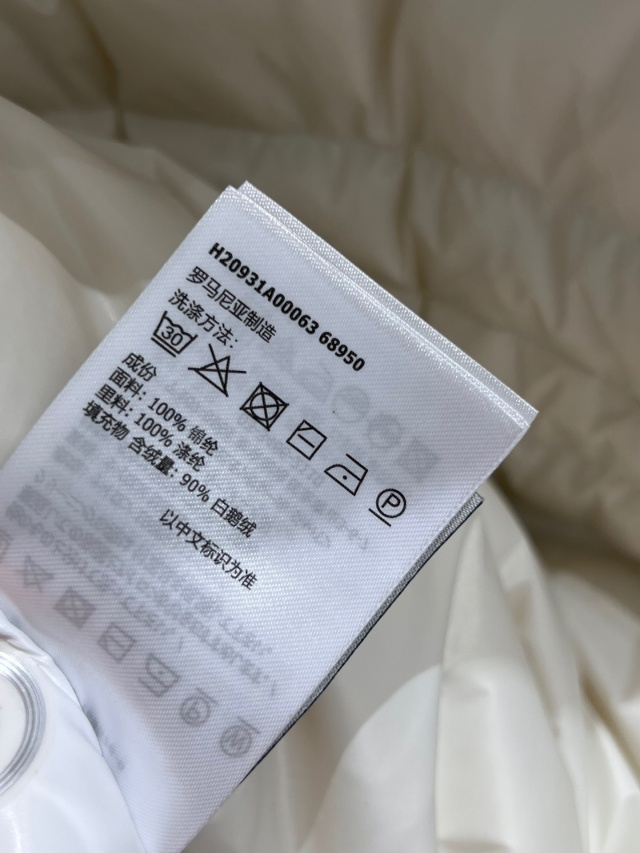 H20931A00063 68950
罗马尼亚制造
洗涤方法:
30
P
成份
面料: 100% 锦纶
里料: 100% 涤纶
填充物 含绒量: 90% 白鹅绒
以中文标识为准